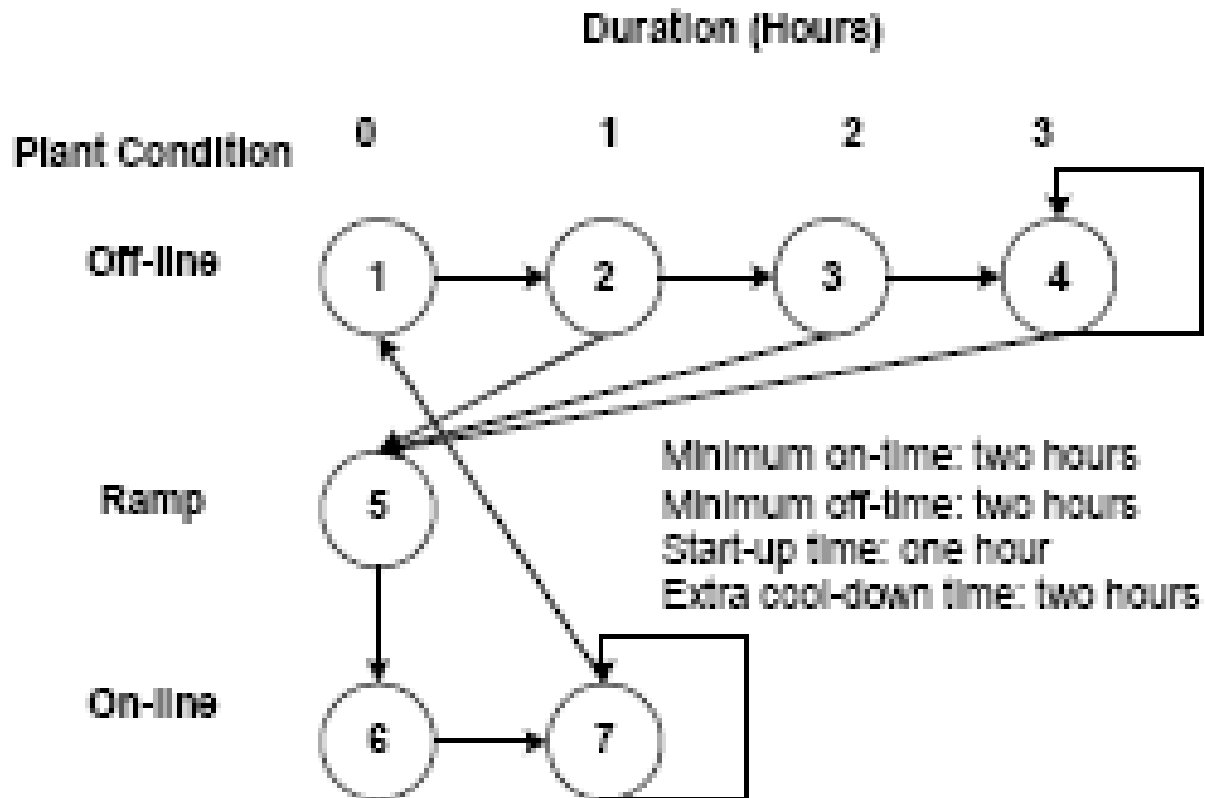 Duration (Hours)
Plant Condition 0 1 2 3
Off-line 1 2 3 4
Ramp 5
Minimum on-time: two hours
Minimum off-time: two hours
Start-up time: one hour
Extra cool-down time: two hours
On-line 6 7